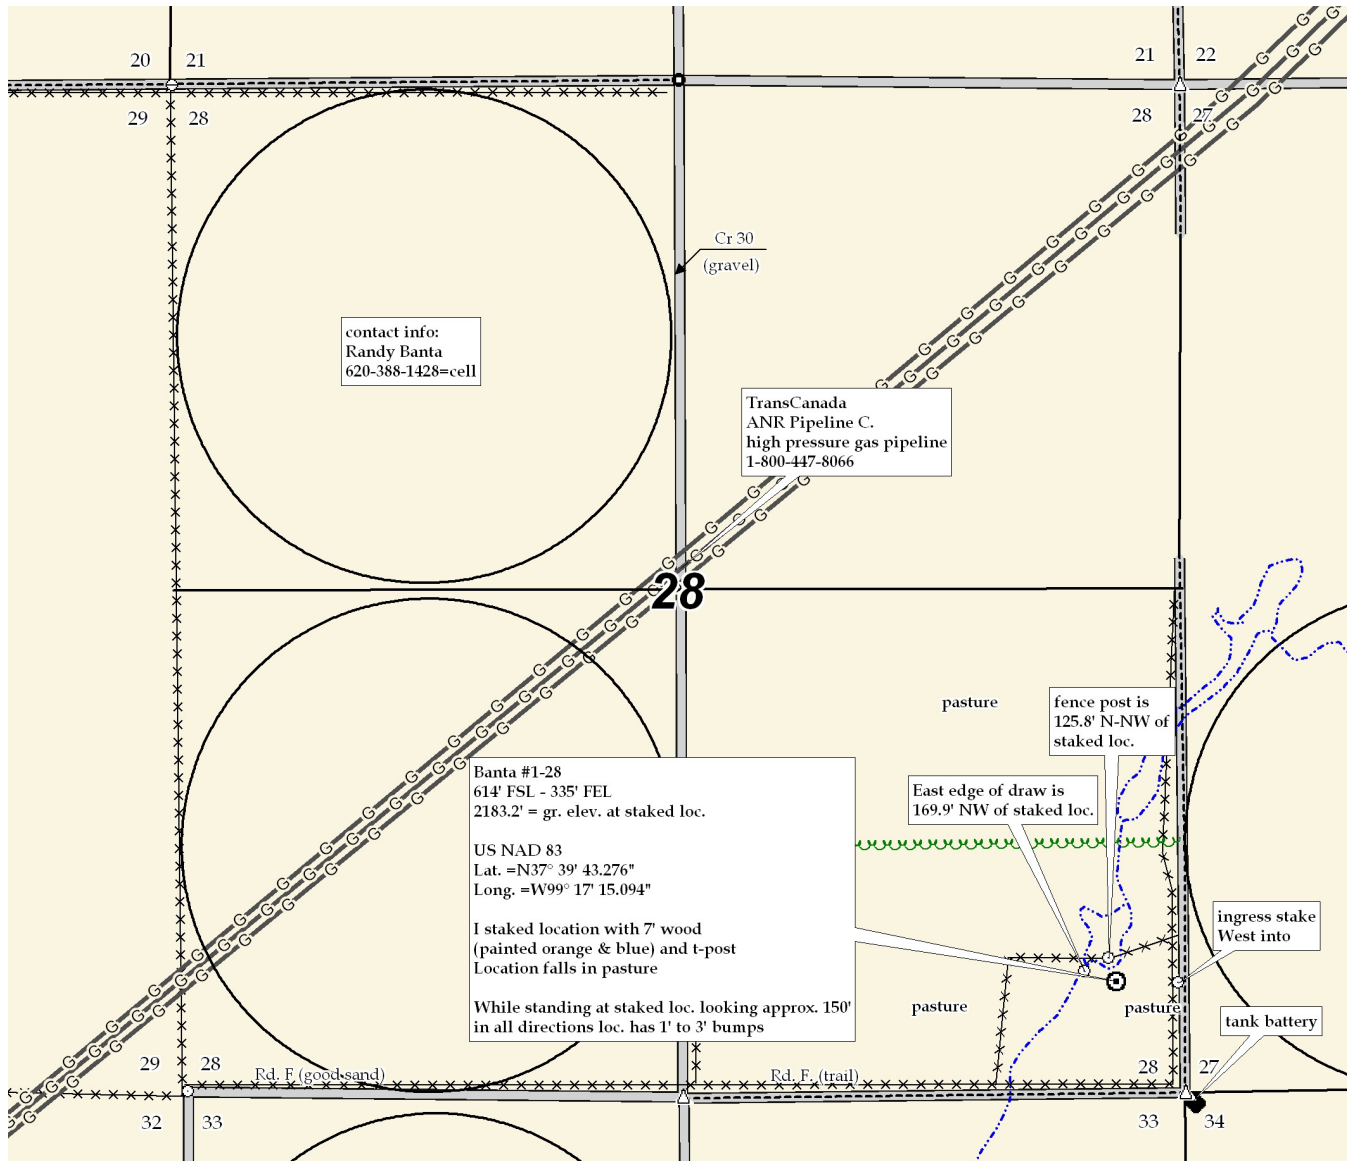 20 21
21 22
29 28
28 27
Cr 30
(gravel)
contact info:
Randy Banta
620-388-1428=cell
TransCanada
ANR Pipeline C.
high pressure gas pipeline
1-800-447-8066
28
pasture
fence post is
125.8' N-NW of
staked loc.
East edge of draw is
169.9' NW of staked loc.
Banta #1-28
614' FSL - 335' FEL
2183.2' = gr. elev. at staked loc.
US NAD 83
Lat. =N37° 39' 43.276"
Long. =W99° 17' 15.094"
I staked location with 7' wood
(painted orange & blue) and t-post
Location falls in pasture
While standing at staked loc. looking approx. 150'
in all directions loc. has 1' to 3' bumps
ingress stake
West into
pasture
pasture
tank battery
29 28
28 27
Rd. F (good sand)
Rd. F. (trail)
32 33
33 34